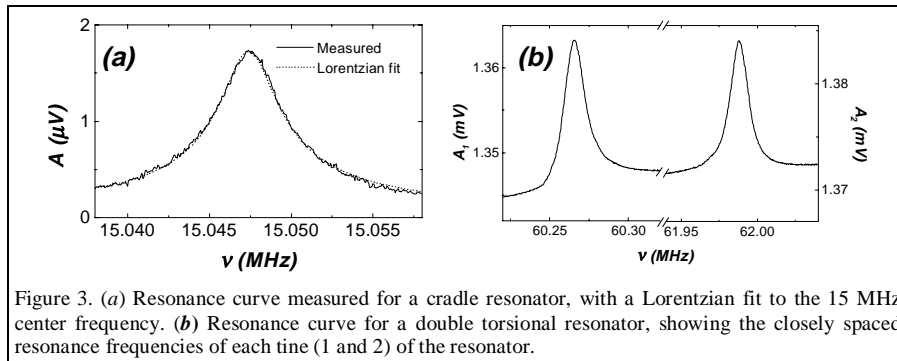 (a)
Measured
Lorentzian fit
2
1
0
A (μV)
15.040 15.045 15.050 15.055
ν (MHz)
(b)
1.36
1.35
A1 (mV)
1.38
1.37
A2 (mV)
60.25 60.30 61.95 62.00
ν (MHz)
Figure 3. (a) Resonance curve measured for a cradle resonator, with a Lorentzian fit to the 15 MHz
center frequency. (b) Resonance curve for a double torsional resonator, showing the closely spaced
resonance frequencies of each tine (1 and 2) of the resonator.